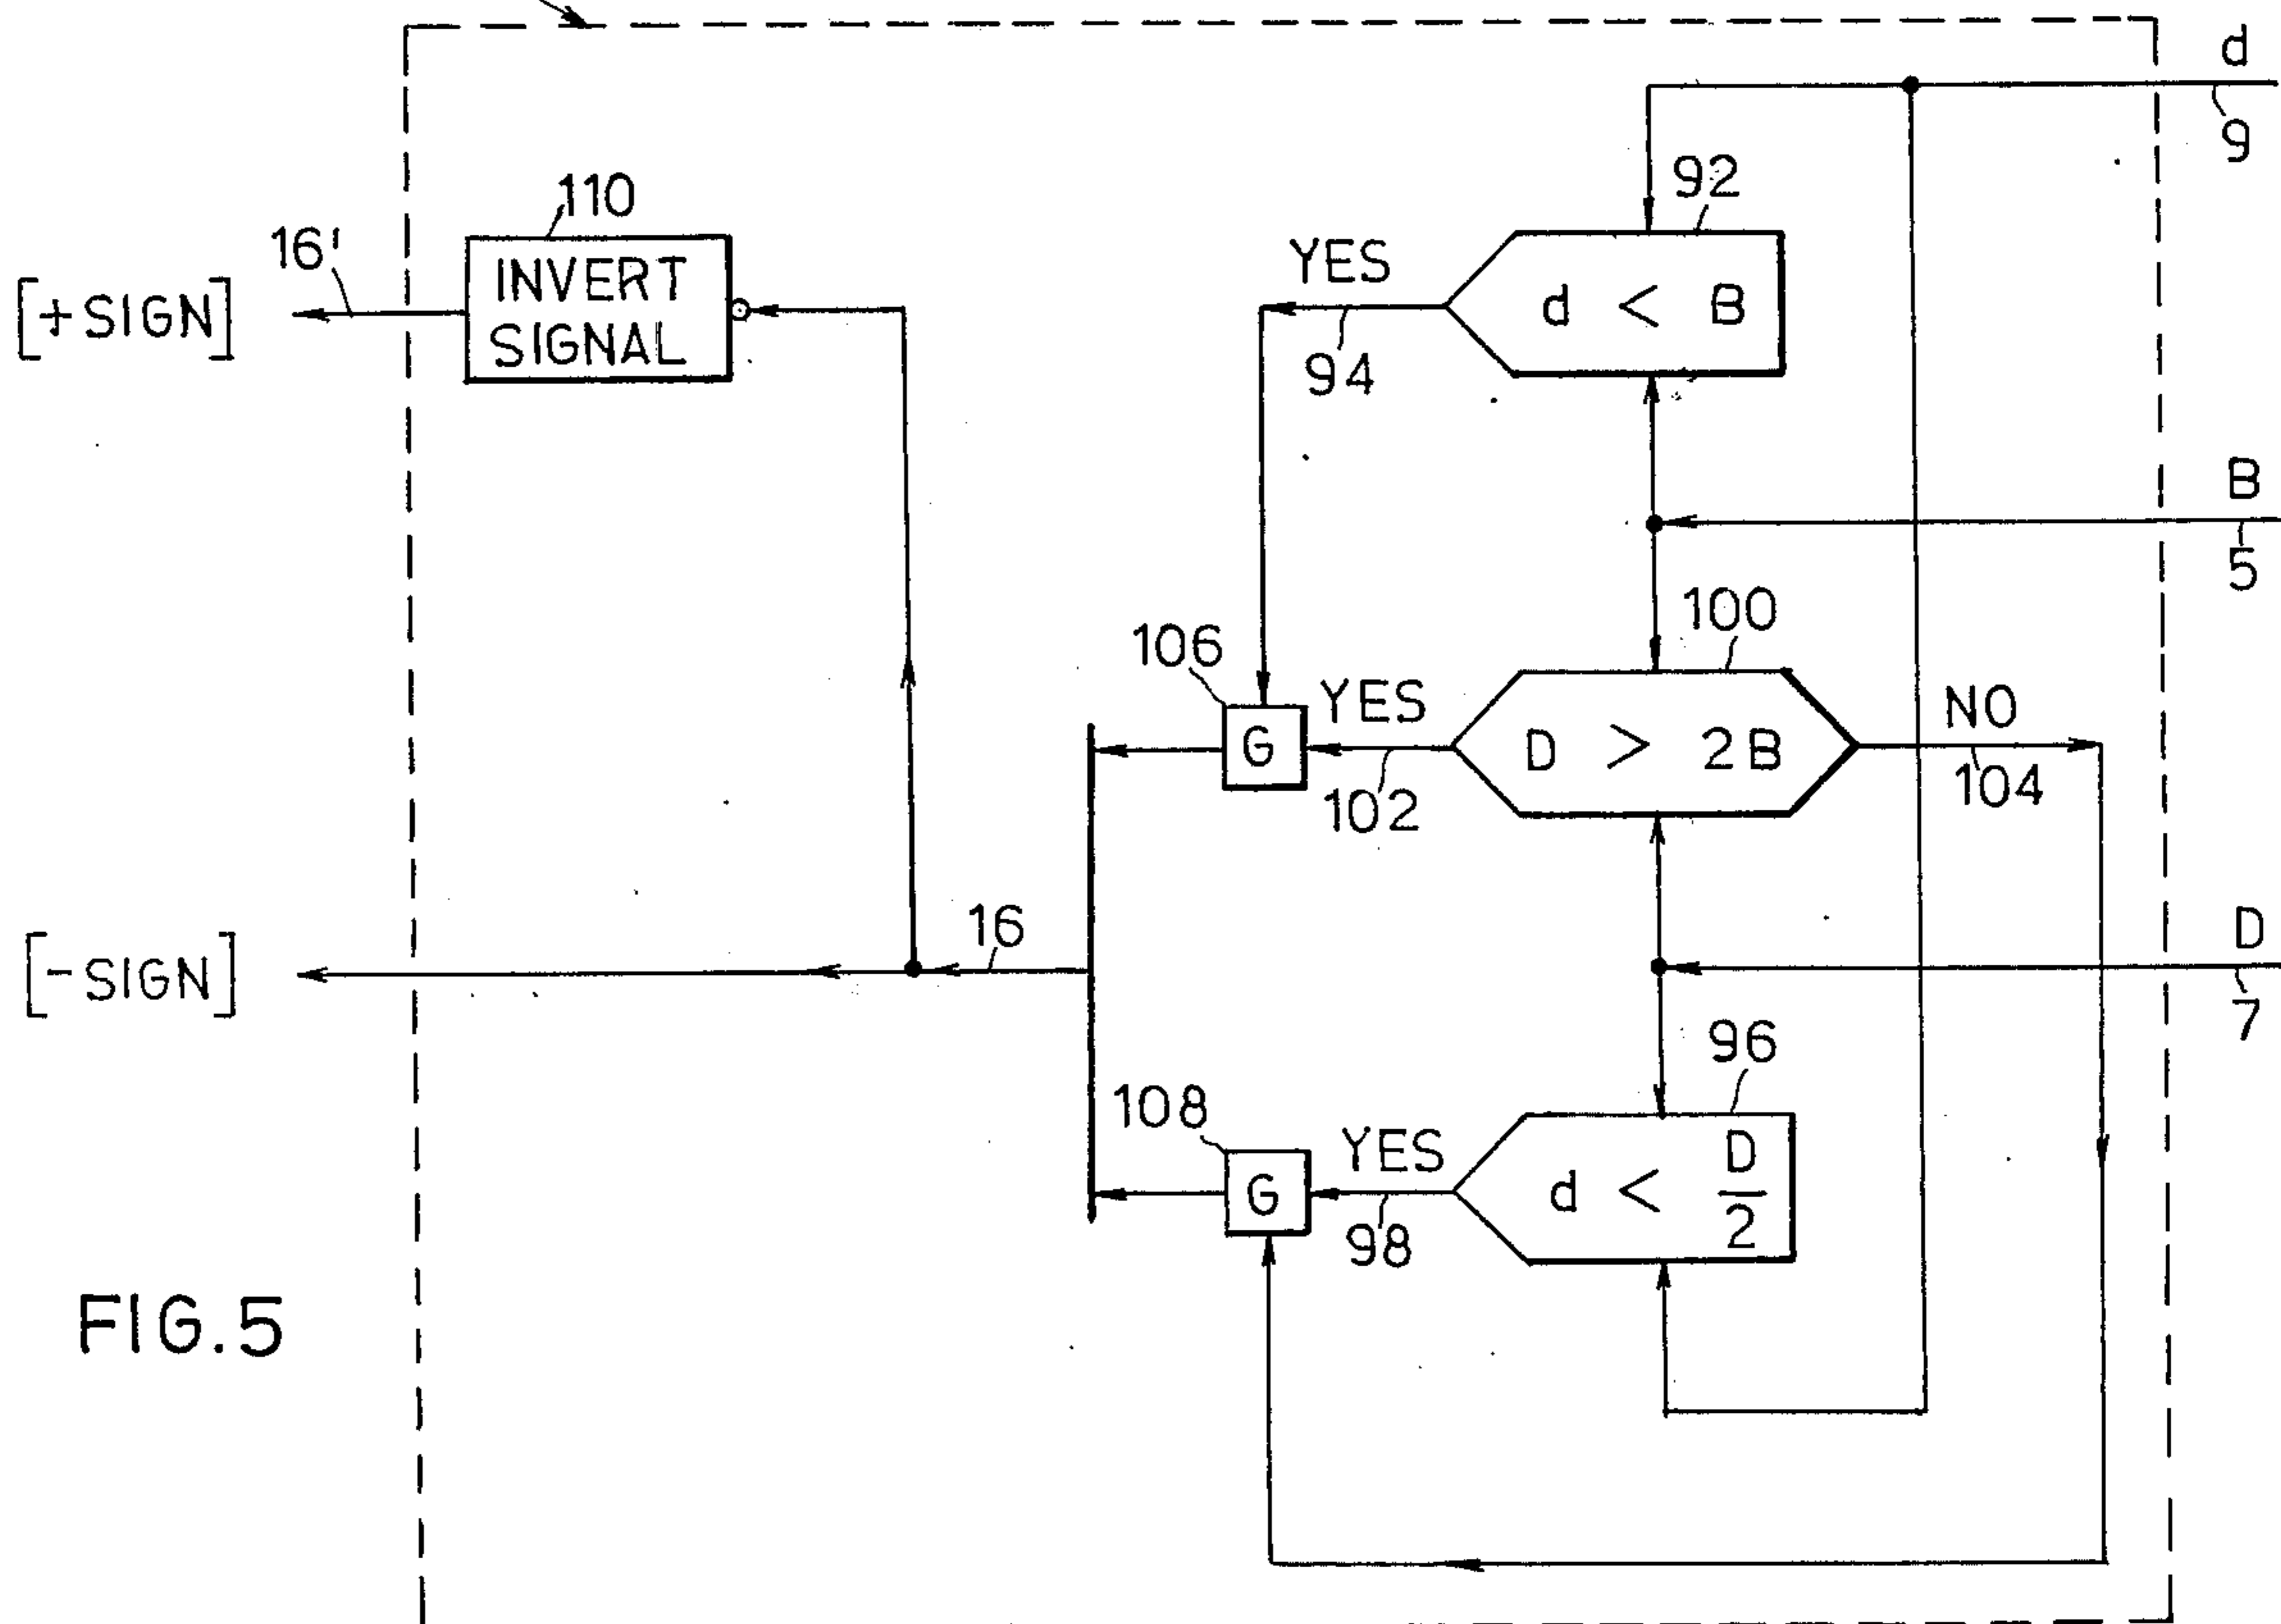 d
9
92
110
16'
[+SIGN]
INVERT
SIGNAL
YES
94
d < B
B
5
100
106
YES
G
102
D > 2B
NO
104
16
[-SIGN]
D
7
96
108
YES
G
98
d < D/2
FIG.5